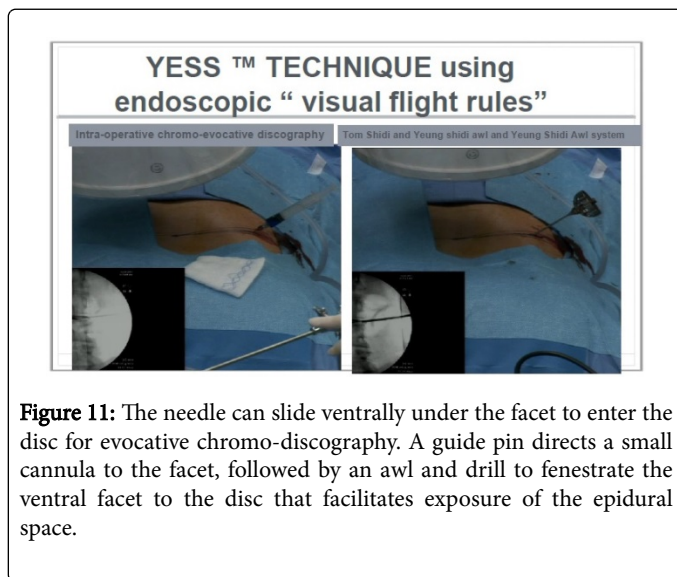 YESS ™ TECHNIQUE using
endoscopic “ visual flight rules”
Intra-operative chromo-evocative discography
Tom Shidi and Yeung shidi awl and Yeung Shidi Awl system
Figure 11: The needle can slide ventrally under the facet to enter the
disc for evocative chromo-discography. A guide pin directs a small
cannula to the facet, followed by an awl and drill to fenestrate the
ventral facet to the disc that facilitates exposure of the epidural
space.